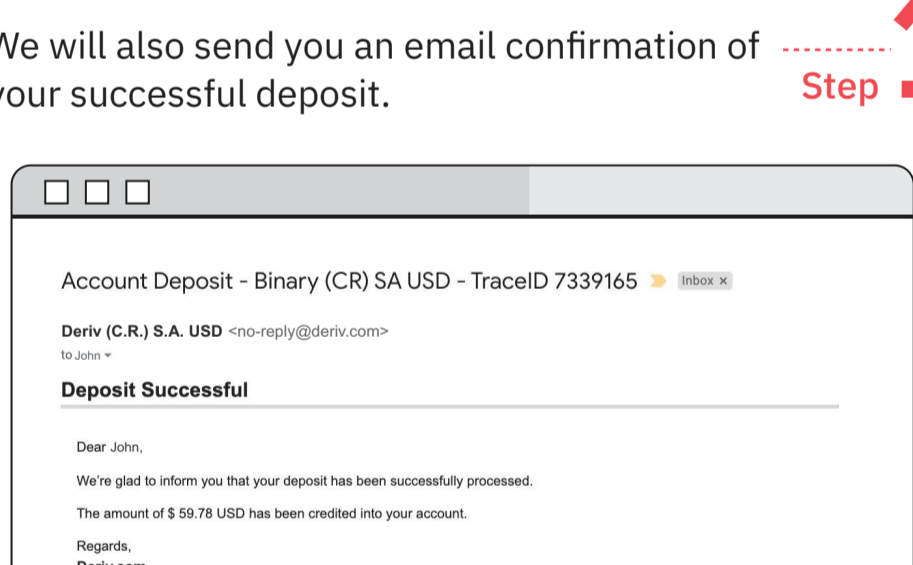 We will also send you an email confirmation of
your successful deposit.
Step
Account Deposit - Binary (CR) SA USD - TraceID 7339165
Inbox ×
Deriv (C.R.) S.A. USD <no-reply@deriv.com>
to John
Deposit Successful
Dear John,
We're glad to inform you that your deposit has been successfully processed.
The amount of $ 59.78 USD has been credited into your account.
Regards,